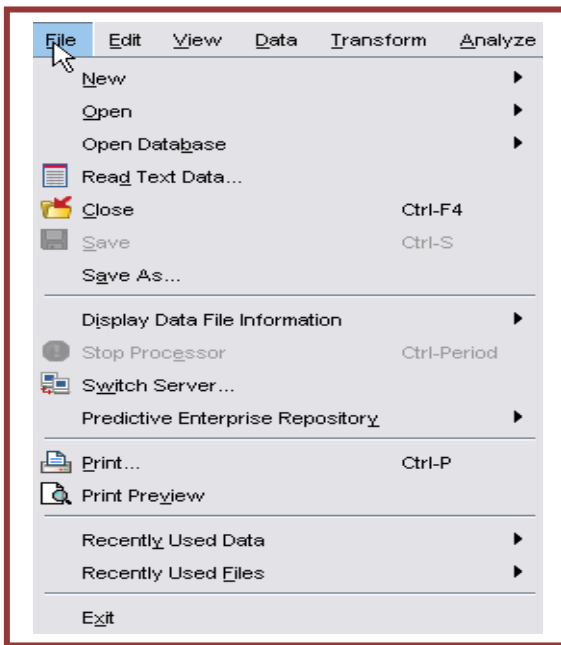 File Edit View Data Transform Analyze
New
Open
Open Database
Read Text Data...
Close Ctrl-F4
Save Ctrl-S
Save As...
Display Data File Information
Stop Processor Ctrl-Period
Switch Server...
Predictive Enterprise Repository
Print... Ctrl-P
Print Preview
Recently Used Data
Recently Used Files
Exit